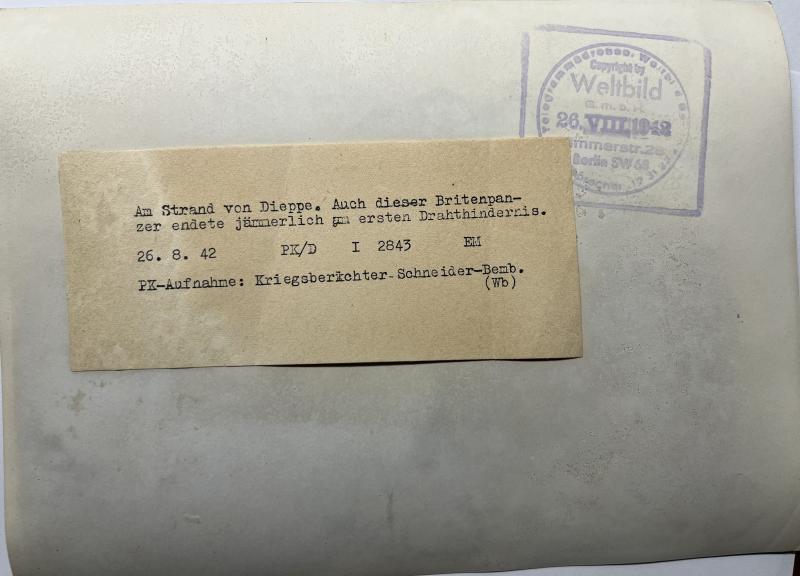 Copyright by
Weltbild
G.m.b.H.
26. VIII. 1942
Berlin SW 68
Am Strand von Dieppe. Auch dieser Britenpan-
zer endete jämmerlich am ersten Drahthindernis.
26. 8. 42 PK/D I 2843 EM
PK-Aufnahme: Kriegsberichter-Schneider-Bemb.
(Wb)